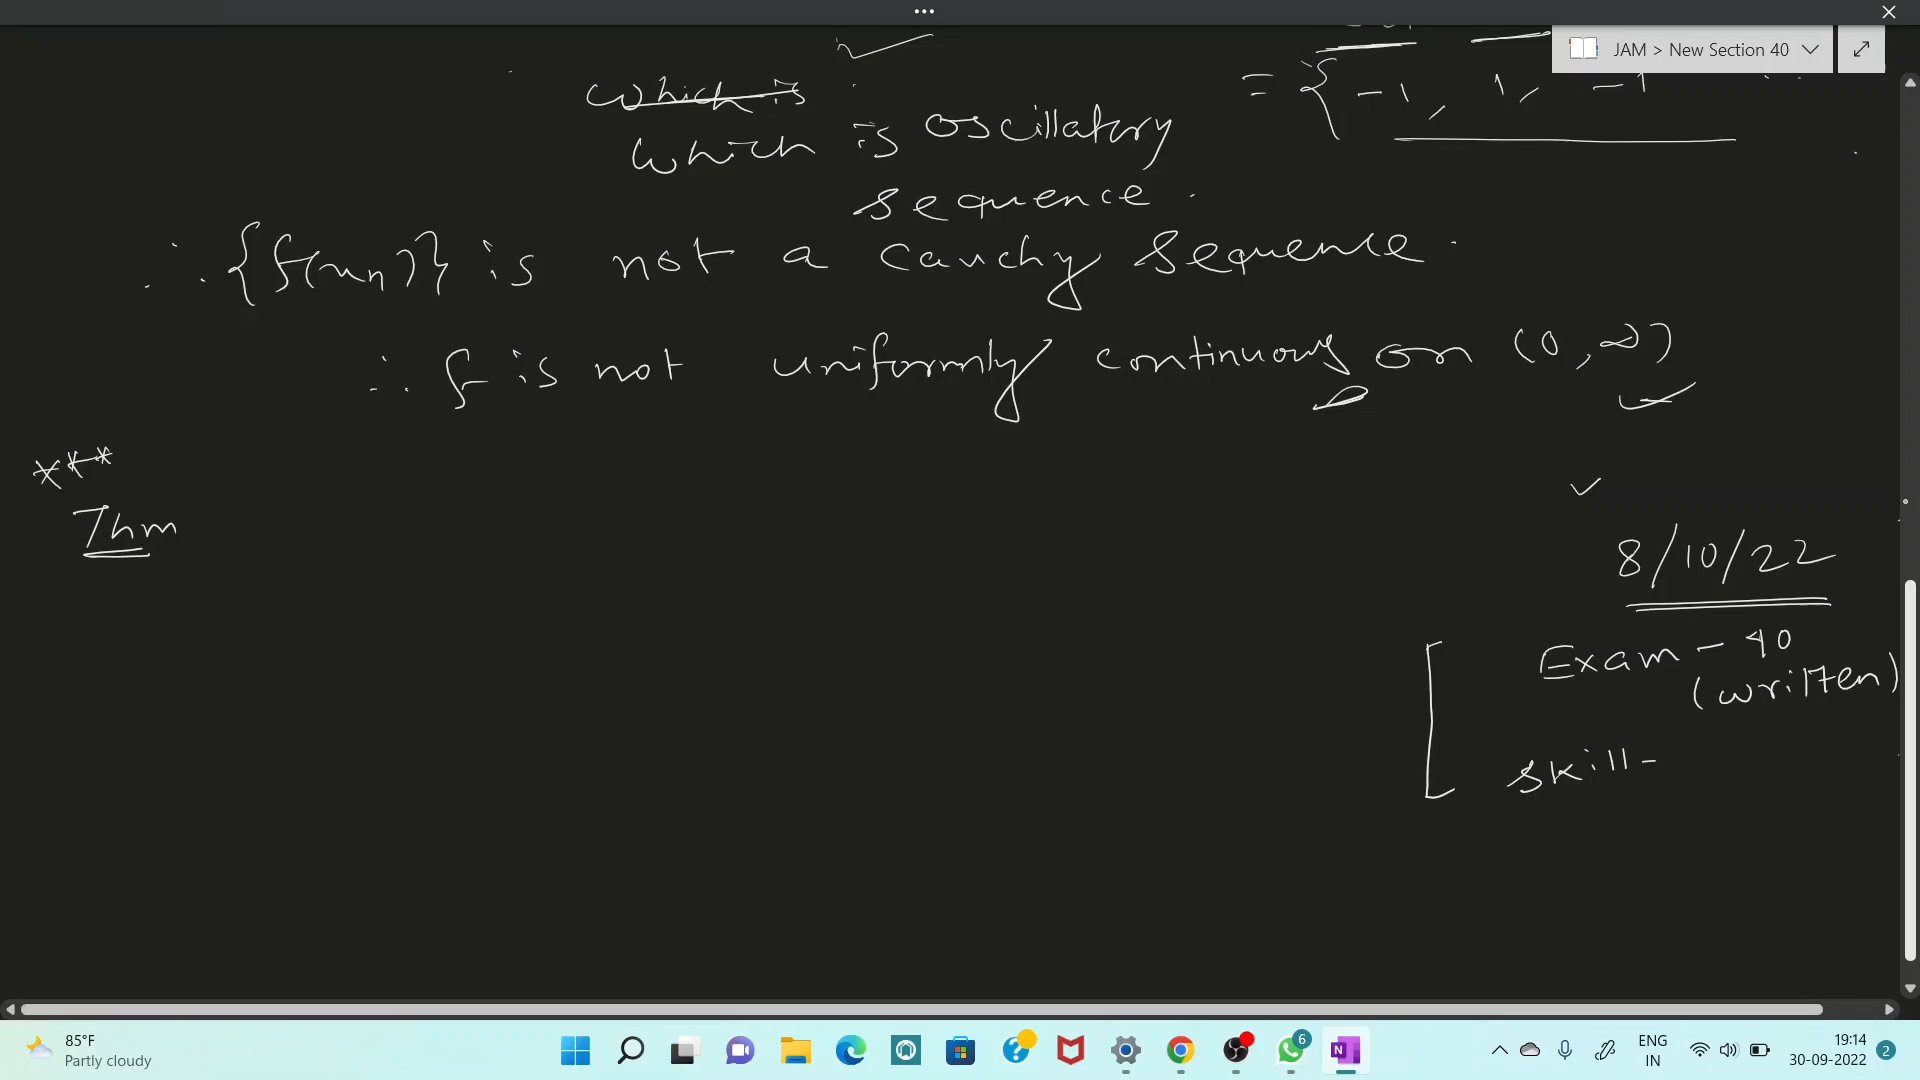 JAM > New Section 40
= { -1, 1, -1
which is
which is oscillatory
sequence.
∴ {f(xn)} is not a Cauchy sequence.
∴ f is not uniformly continuous on (0, ∞)
***
Thm
8/10/22
Exam - 40
(written)
skill -
85°F
Partly cloudy
6
ENG
IN
19:14
30-09-2022
2